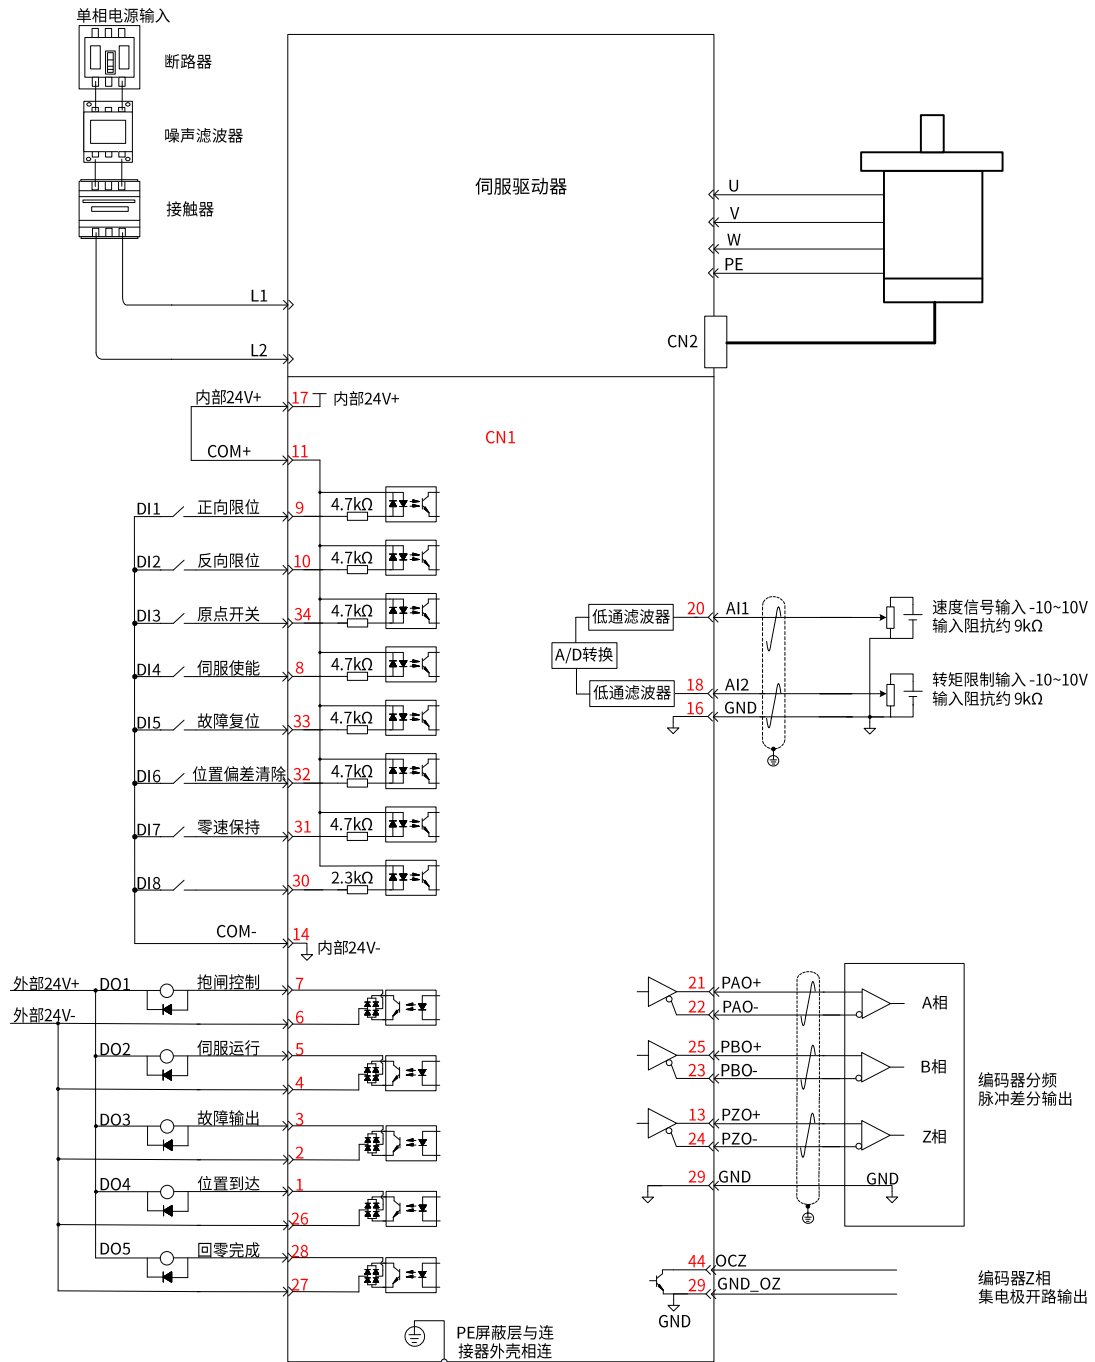 单相电源输入
断路器
噪声滤波器
接触器
伺服驱动器
U
V
W
PE
L1
L2
CN2
内部24V+
17
内部24V+
COM+
11
CN1
DI1
正向限位
9
4.7kΩ
DI2
反向限位
10
4.7kΩ
DI3
原点开关
34
4.7kΩ
DI4
伺服使能
8
4.7kΩ
DI5
故障复位
33
4.7kΩ
DI6
位置偏差清除
32
4.7kΩ
DI7
零速保持
31
4.7kΩ
DI8
30
2.3kΩ
COM-
14
内部24V-
低通滤波器
20
AI1
速度信号输入 -10~10V
输入阻抗约 9kΩ
A/D转换
低通滤波器
18
AI2
转矩限制输入 -10~10V
输入阻抗约 9kΩ
16
GND
外部24V+
DO1
抱闸控制
7
外部24V-
6
DO2
伺服运行
5
4
DO3
故障输出
3
2
DO4
位置到达
1
26
DO5
回零完成
28
27
21
PAO+
22
PAO-
A相
25
PBO+
23
PBO-
B相
13
PZO+
24
PZO-
Z相
29
GND
GND
编码器分频
脉冲差分输出
44
OCZ
29
GND_OZ
GND
编码器Z相
集电极开路输出
PE屏蔽层与连
接器外壳相连